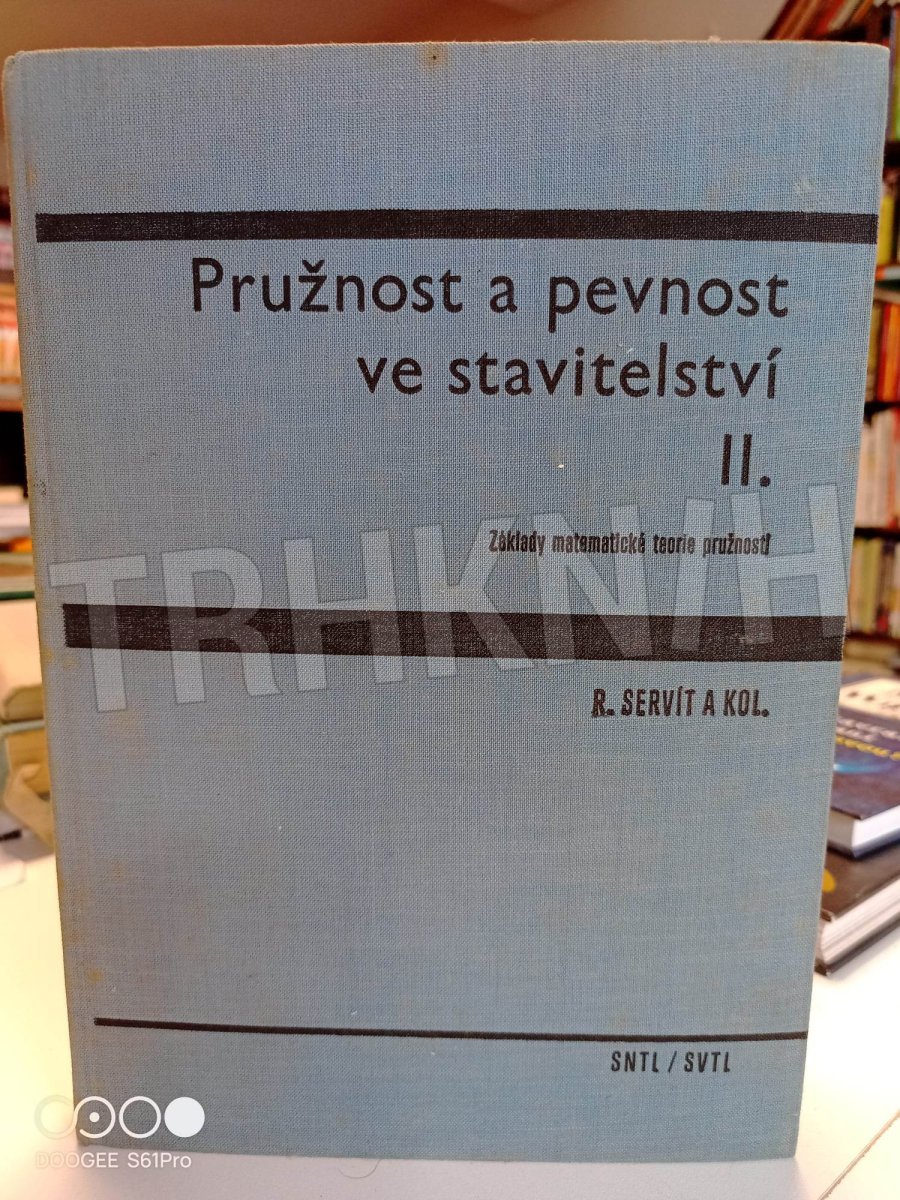 Pružnost a pevnost
ve stavitelství
II.
Základy matematické teorie pružnosti
TRHKNIH
R. SERVÍT A KOL.
SNTL / SVTL
DOOGEE S61Pro